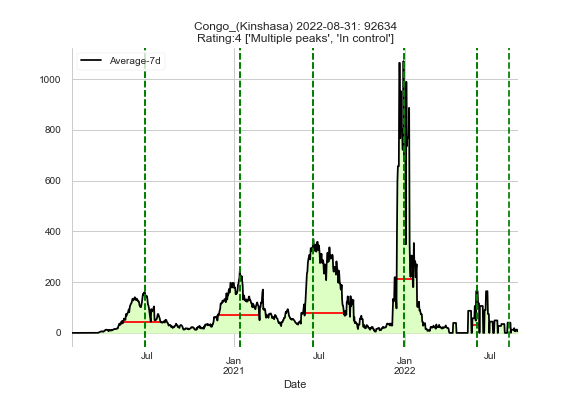 Congo_(Kinshasa) 2022-08-31: 92634
Rating:4 ['Multiple peaks', 'In control']
Average-7d
1000
800
600
400
200
0
Jul
Jan
2021
Jul
Jan
2022
Jul
Date